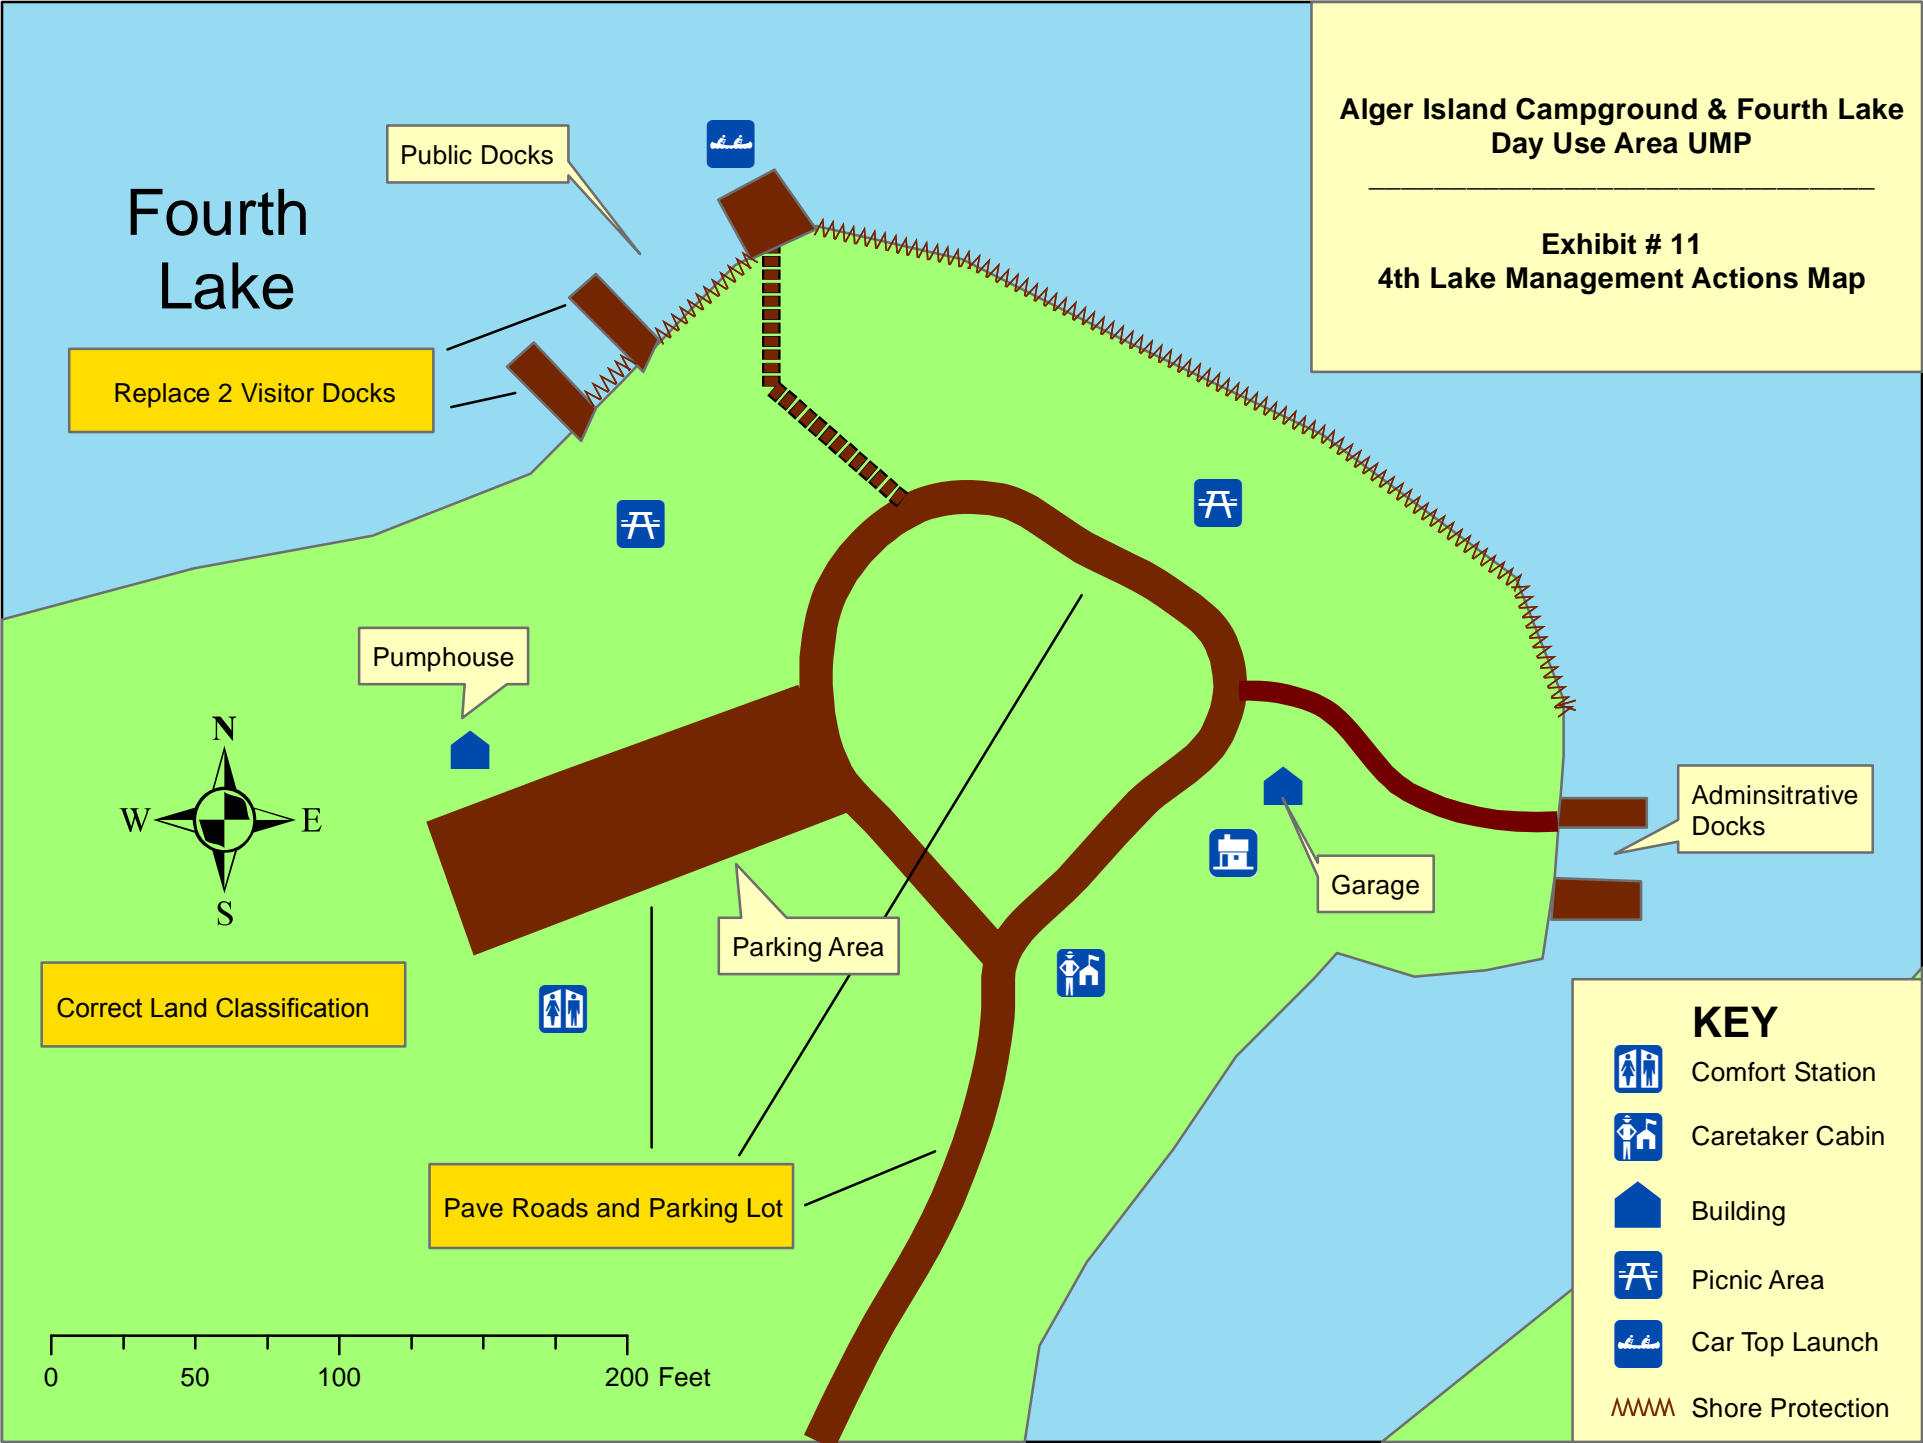 Alger Island Campground & Fourth Lake
Day Use Area UMP
Exhibit # 11
4th Lake Management Actions Map
Public Docks
Fourth
Lake
Replace 2 Visitor Docks
Pumphouse
N
W
E
S
Adminsitrative
Docks
Garage
Parking Area
Correct Land Classification
Pave Roads and Parking Lot
0
50
100
200 Feet
KEY
Comfort Station
Caretaker Cabin
Building
Picnic Area
Car Top Launch
Shore Protection